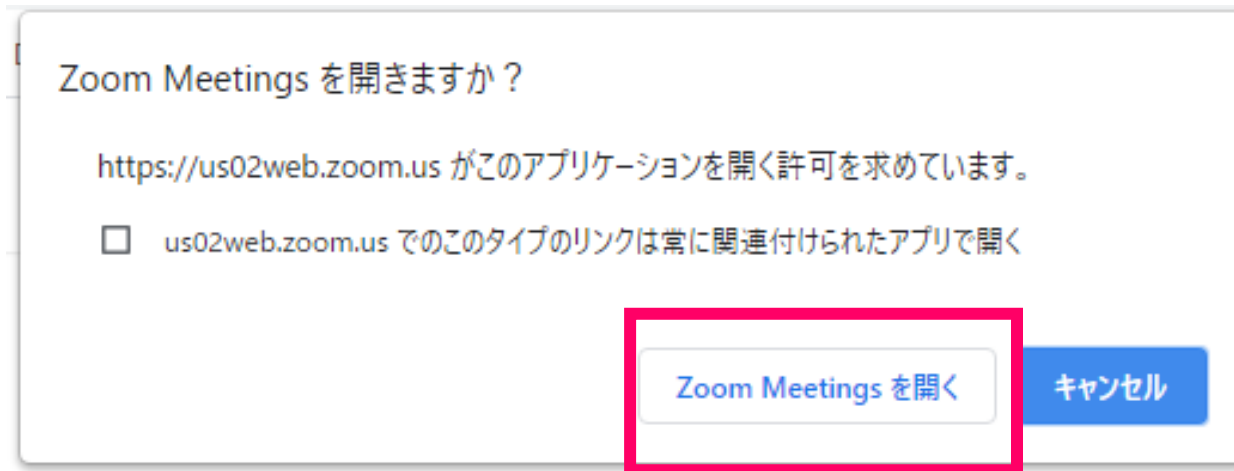 Zoom Meetings を開きますか？
https://us02web.zoom.us がこのアプリケーションを開く許可を求めています。
us02web.zoom.us でのこのタイプのリンクは常に関連付けられたアプリで開く
Zoom Meetings を開く
キャンセル